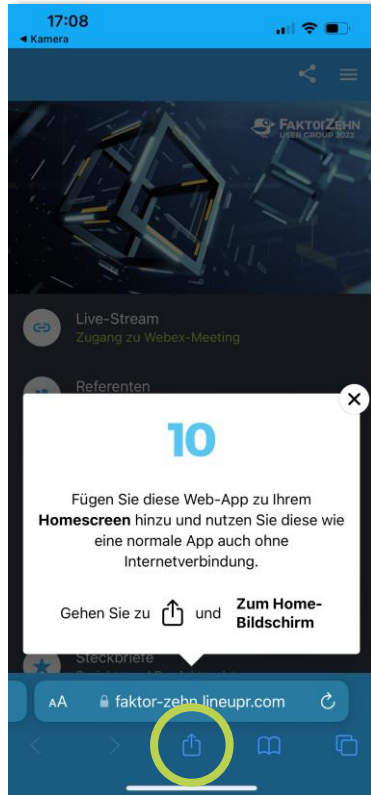 17:08
◀ Kamera
FAKTORZEHN
USER GROUP 2022
Live-Stream
Zugang zu Webex-Meeting
Referenten
10
Fügen Sie diese Web-App zu Ihrem
Homescreen hinzu und nutzen Sie diese wie
eine normale App auch ohne
Internetverbindung.
Gehen Sie zu und Zum Home-
Bildschirm
Steckbriefe
AA faktor-zehn.lineupr.com